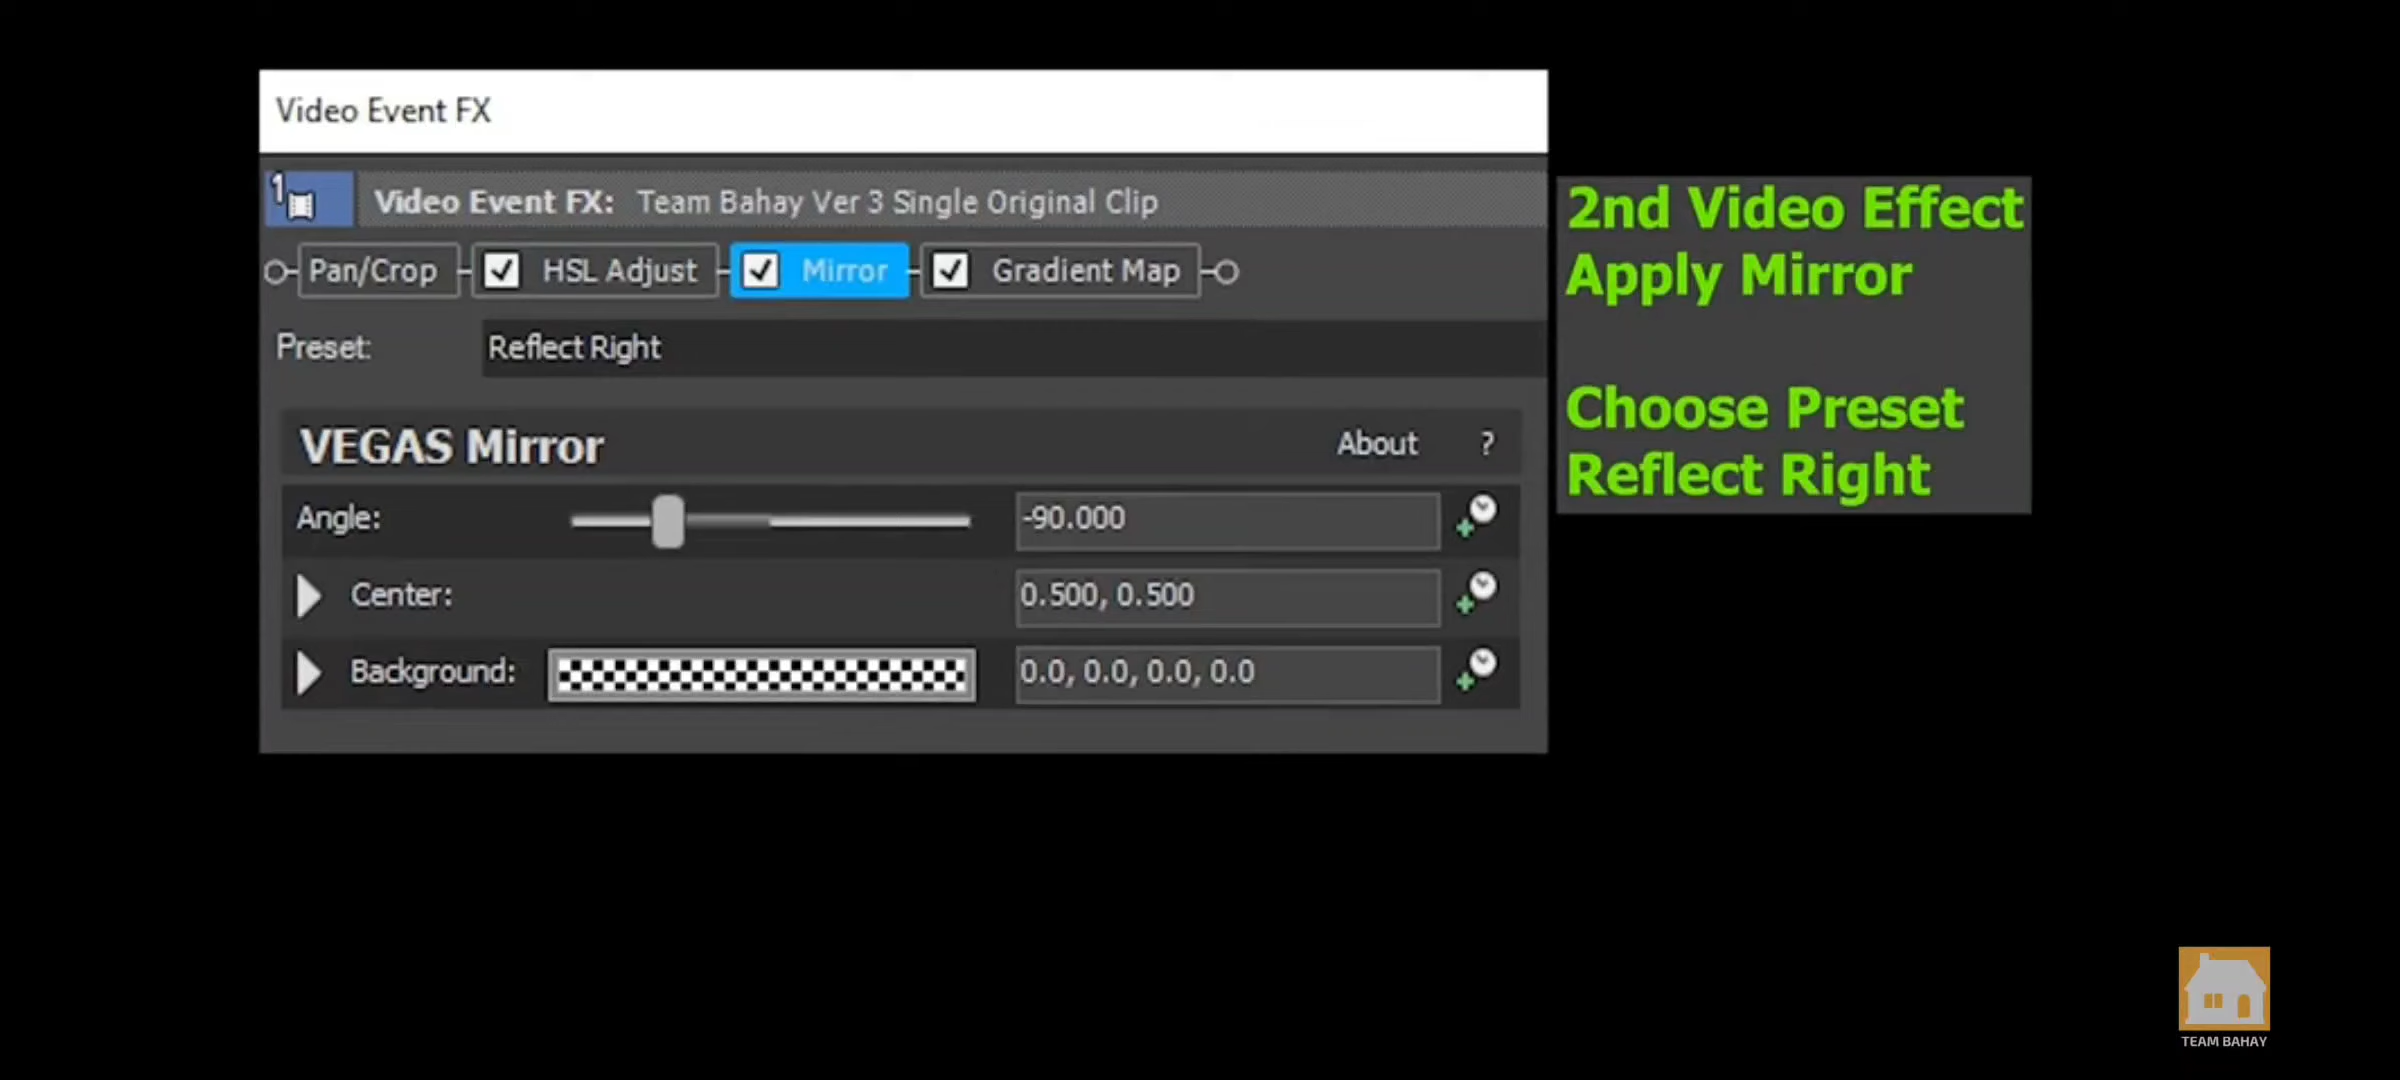 Video Event FX
1
Video Event FX: Team Bahay Ver 3 Single Original Clip
Pan/Crop HSL Adjust Mirror Gradient Map
Preset: Reflect Right
VEGAS Mirror About ?
Angle: -90.000
Center: 0.500, 0.500
Background: 0.0, 0.0, 0.0, 0.0
2nd Video Effect
Apply Mirror
Choose Preset
Reflect Right
TEAM BAHAY